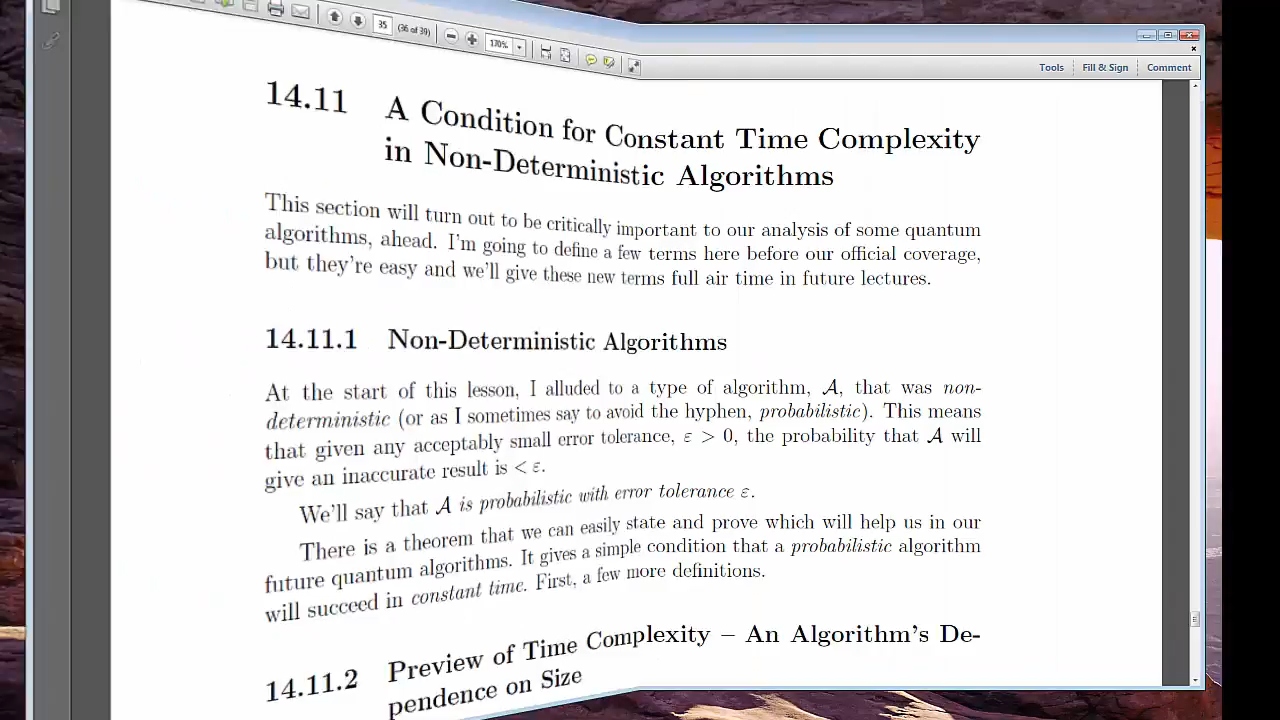 35 (36 of 39) 170%
Tools Fill & Sign Comment
14.11 A Condition for Constant Time Complexity
in Non-Deterministic Algorithms
This section will turn out to be critically important to our analysis of some quantum
algorithms, ahead. I'm going to define a few terms here before our official coverage,
but they're easy and we'll give these new terms full air time in future lectures.
14.11.1 Non-Deterministic Algorithms
At the start of this lesson, I alluded to a type of algorithm, 𝒜, that was non-
deterministic (or as I sometimes say to avoid the hyphen, probabilistic). This means
that given any acceptably small error tolerance, ε > 0, the probability that 𝒜 will
give an inaccurate result is < ε.
We'll say that 𝒜 is probabilistic with error tolerance ε.
There is a theorem that we can easily state and prove which will help us in our
future quantum algorithms. It gives a simple condition that a probabilistic algorithm
will succeed in constant time. First, a few more definitions.
14.11.2 Preview of Time Complexity – An Algorithm's De-
pendence on Size